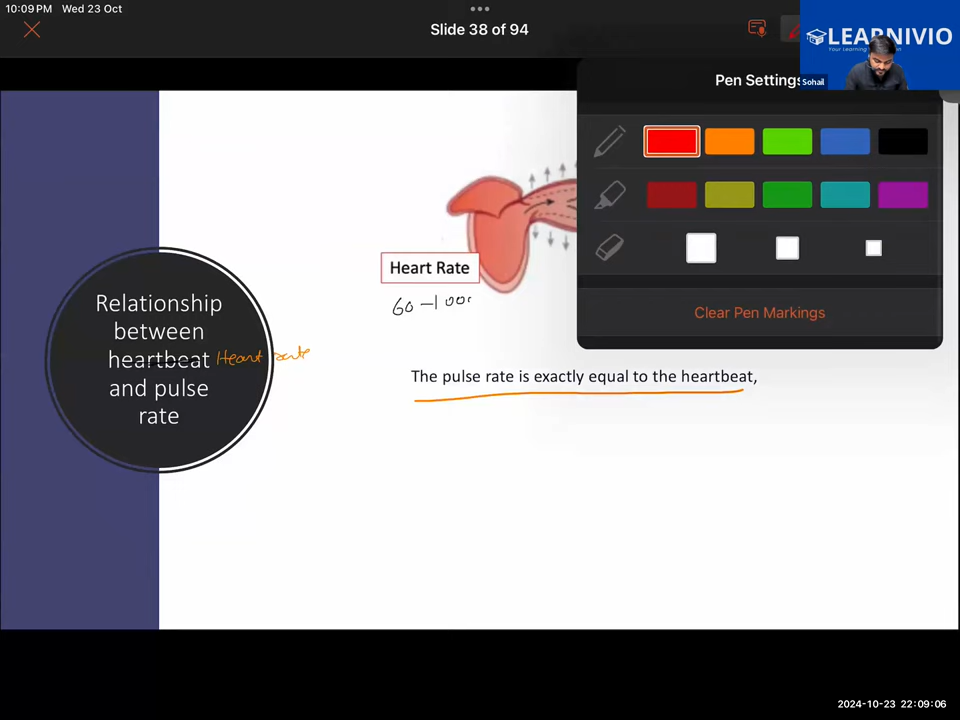 10:09 PM Wed 23 Oct
Slide 38 of 94
LEARNIVIO
Sohail
Pen Settings
Clear Pen Markings
Heart Rate
60 –
Relationship
between
heartbeat Heart rate
and pulse
rate
The pulse rate is exactly equal to the heartbeat,
2024-10-23 22:09:06